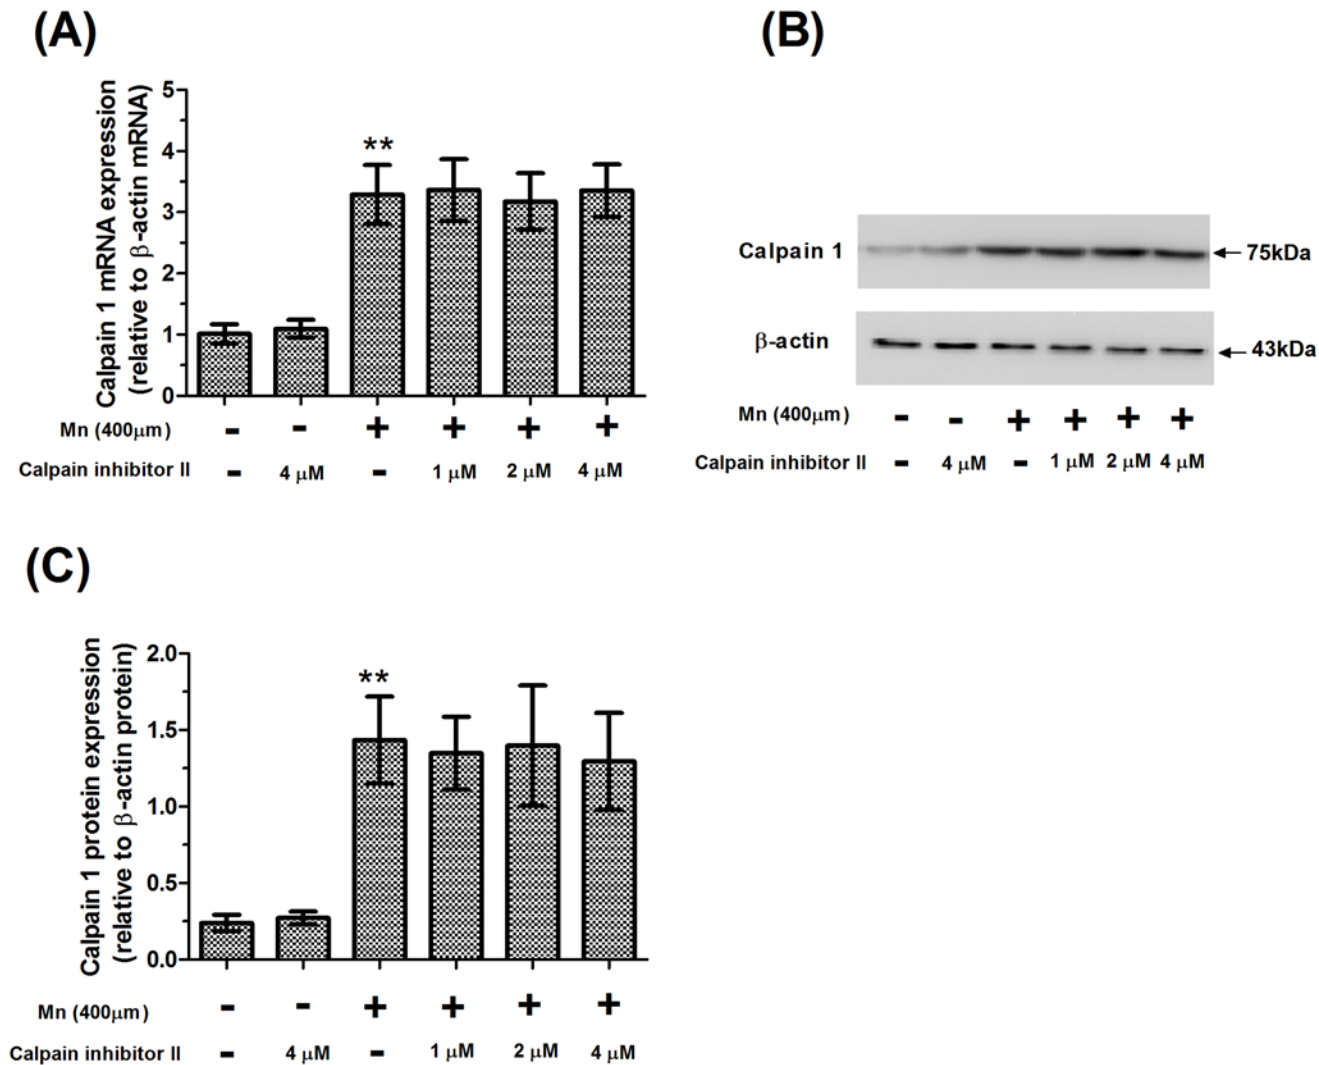 (A)
Calpain 1 mRNA expression
(relative to β-actin mRNA)
5
4
3
2
1
0
**
Mn (400μm) - - + + + +
Calpain inhibitor II - 4 μM - 1 μM 2 μM 4 μM
(B)
Calpain 1 75kDa
β-actin 43kDa
Mn (400μm) - - + + + +
Calpain inhibitor II - 4 μM - 1 μM 2 μM 4 μM
(C)
Calpain 1 protein expression
(relative to β-actin protein)
2.0
1.5
1.0
0.5
0.0
**
Mn (400μm) - - + + + +
Calpain inhibitor II - 4 μM - 1 μM 2 μM 4 μM